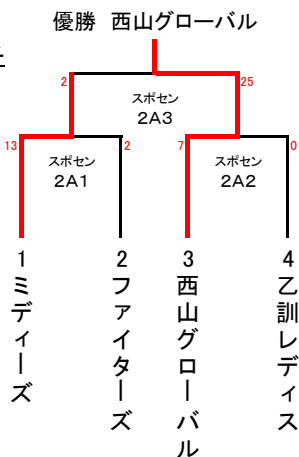 優勝 西山グローバル
2
25
スポセン
2A3
13
2
7
0
スポセン
2A1
スポセン
2A2
1 ミディーズ
2 ファイターズ
3 西山グローバル
4 乙訓レディス